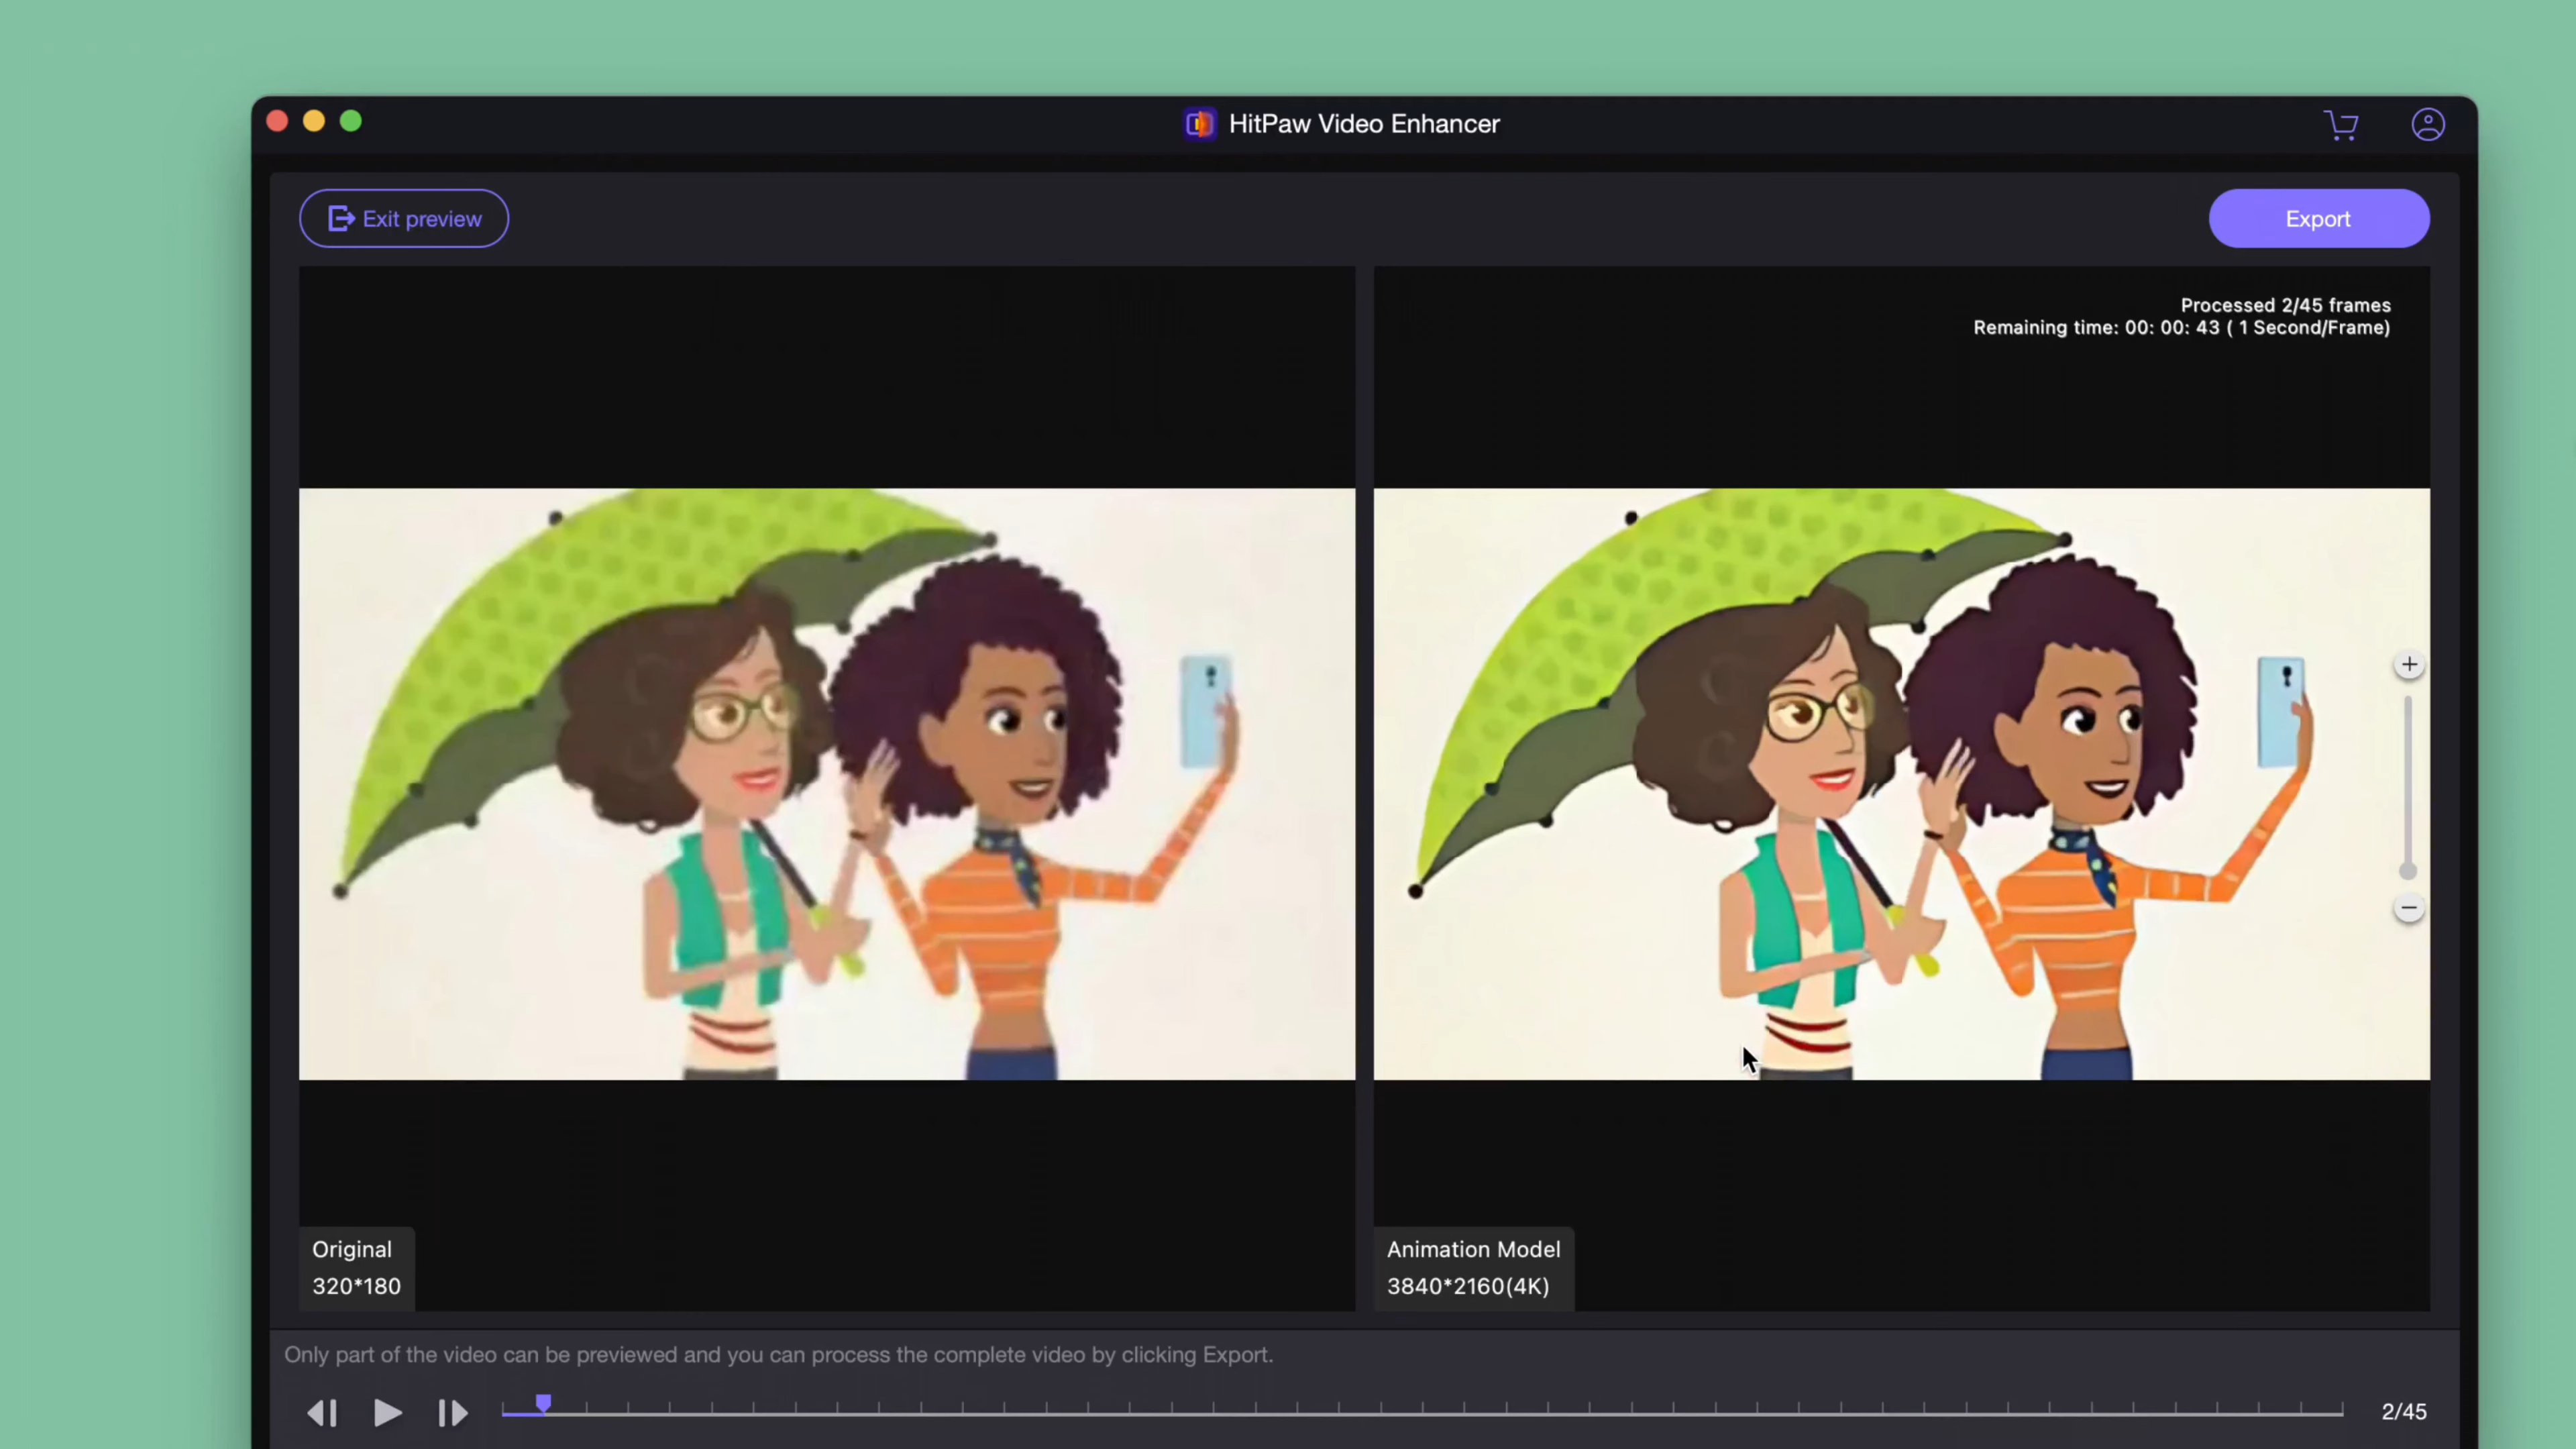 HitPaw Video Enhancer
Exit preview
Export
Processed 2/45 frames
Remaining time: 00: 00: 43 ( 1 Second/Frame)
+
−
Original
320*180
Animation Model
3840*2160(4K)
Only part of the video can be previewed and you can process the complete video by clicking Export.
2/45